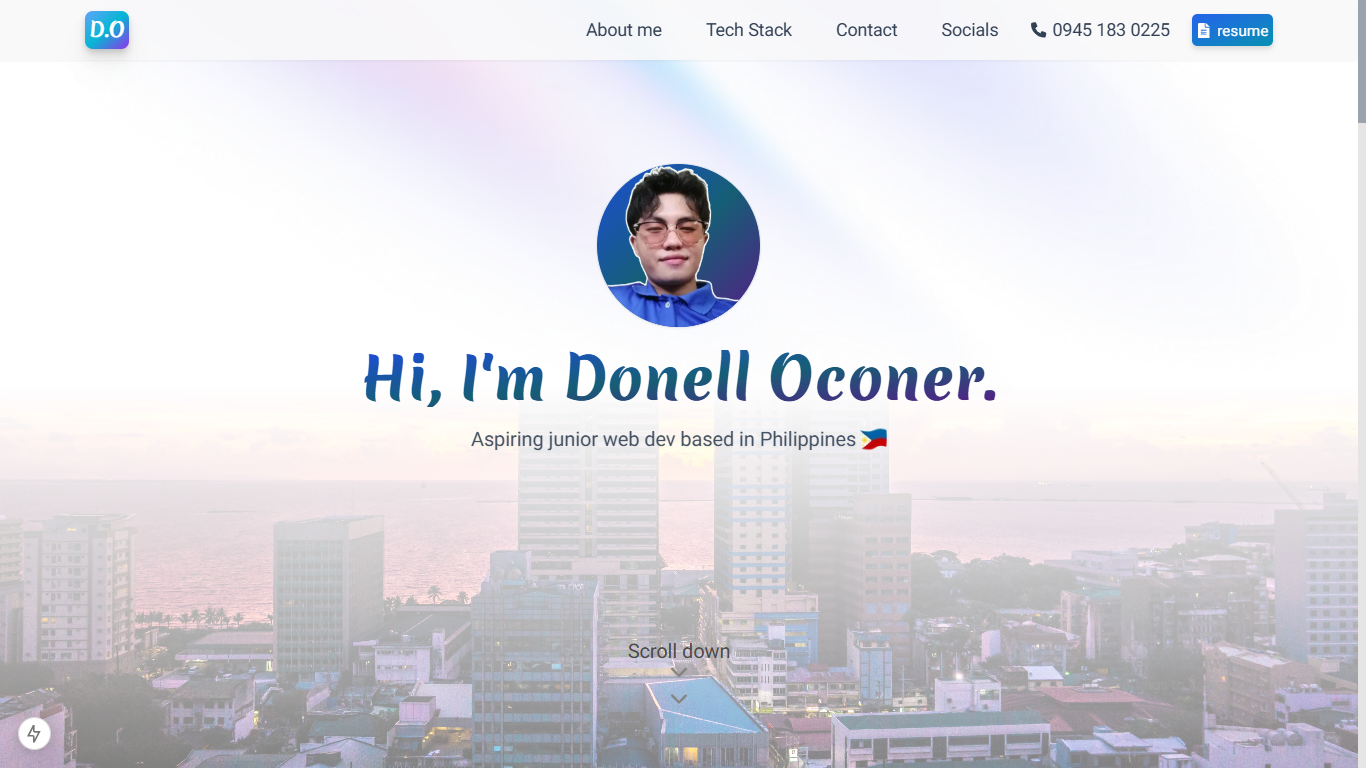 D.O
About me
Tech Stack
Contact
Socials
0945 183 0225
resume
Hi, I'm Donell Oconer.
Aspiring junior web dev based in Philippines 🇵🇭
Scroll down